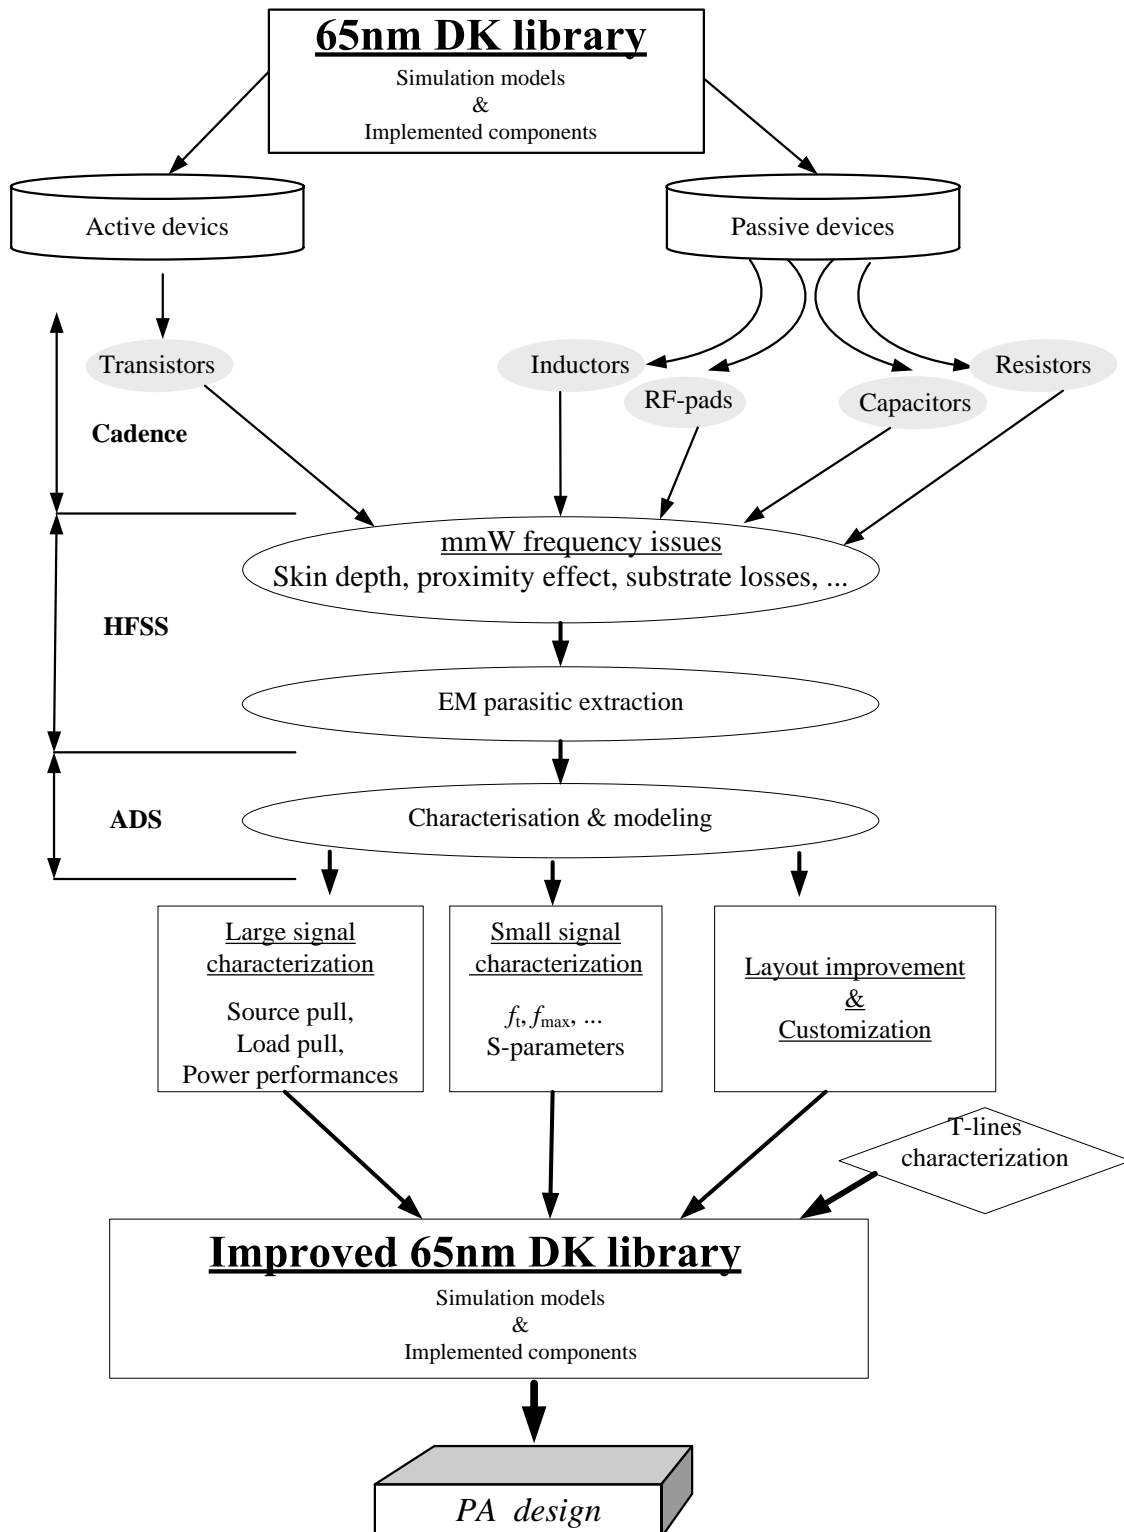 65nm DK library
Simulation models
&
Implemented components
Active devics
Passive devices
Transistors
Inductors
RF-pads
Capacitors
Resistors
Cadence
mmW frequency issues
Skin depth, proximity effect, substrate losses, ...
HFSS
EM parasitic extraction
ADS
Characterisation & modeling
Large signal
characterization
Source pull,
Load pull,
Power performances
Small signal
characterization
ft, fmax, ...
S-parameters
Layout improvement
&
Customization
T-lines
characterization
Improved 65nm DK library
Simulation models
&
Implemented components
PA design